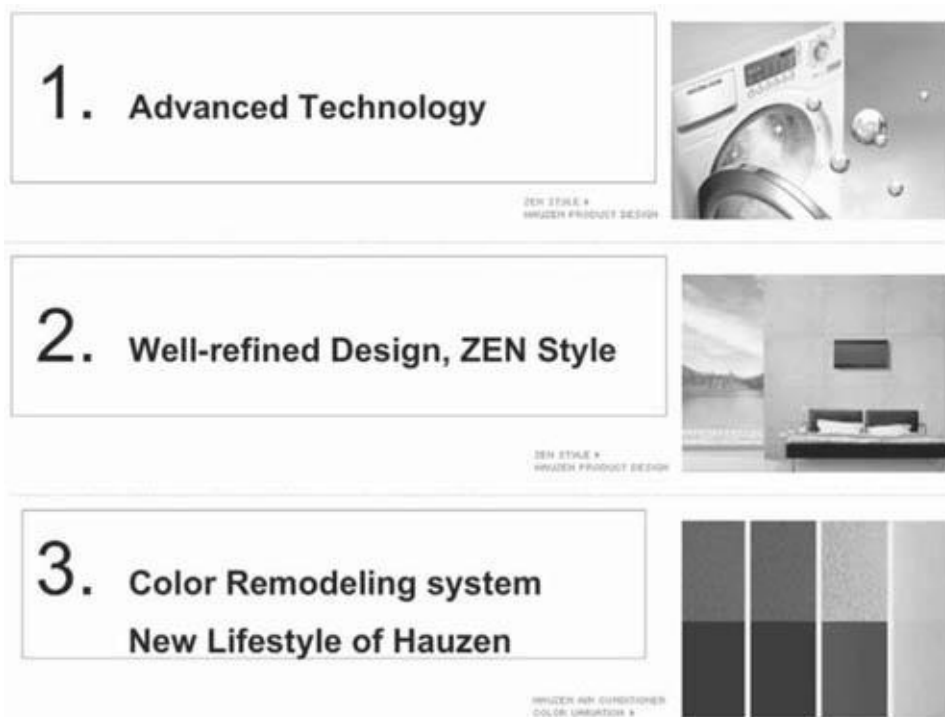 1. Advanced Technology
ZEN STYLE ▸
HAUZEN PRODUCT DESIGN
2. Well-refined Design, ZEN Style
ZEN STYLE ▸
HAUZEN PRODUCT DESIGN
3. Color Remodeling system
New Lifestyle of Hauzen
HAUZEN AIR CONDITIONER
COLOR VARIATION ▸